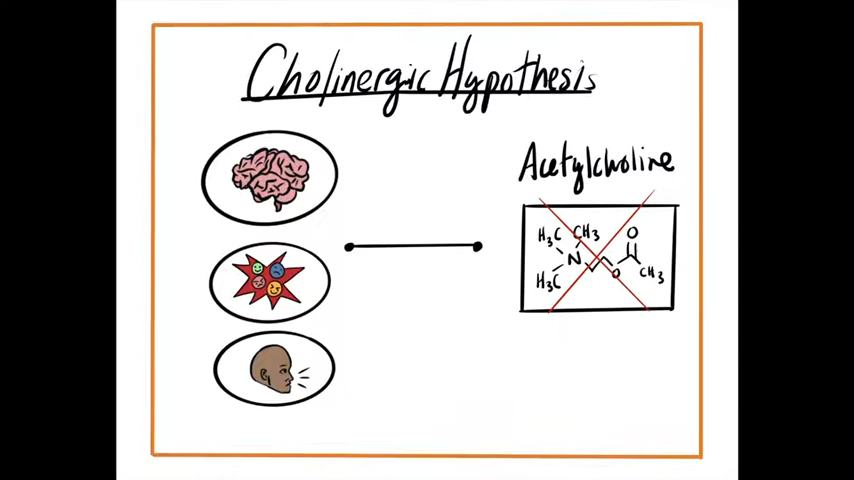 Cholinergic Hypothesis
Acetylcholine
H3C CH3 O
N
H3C O CH3